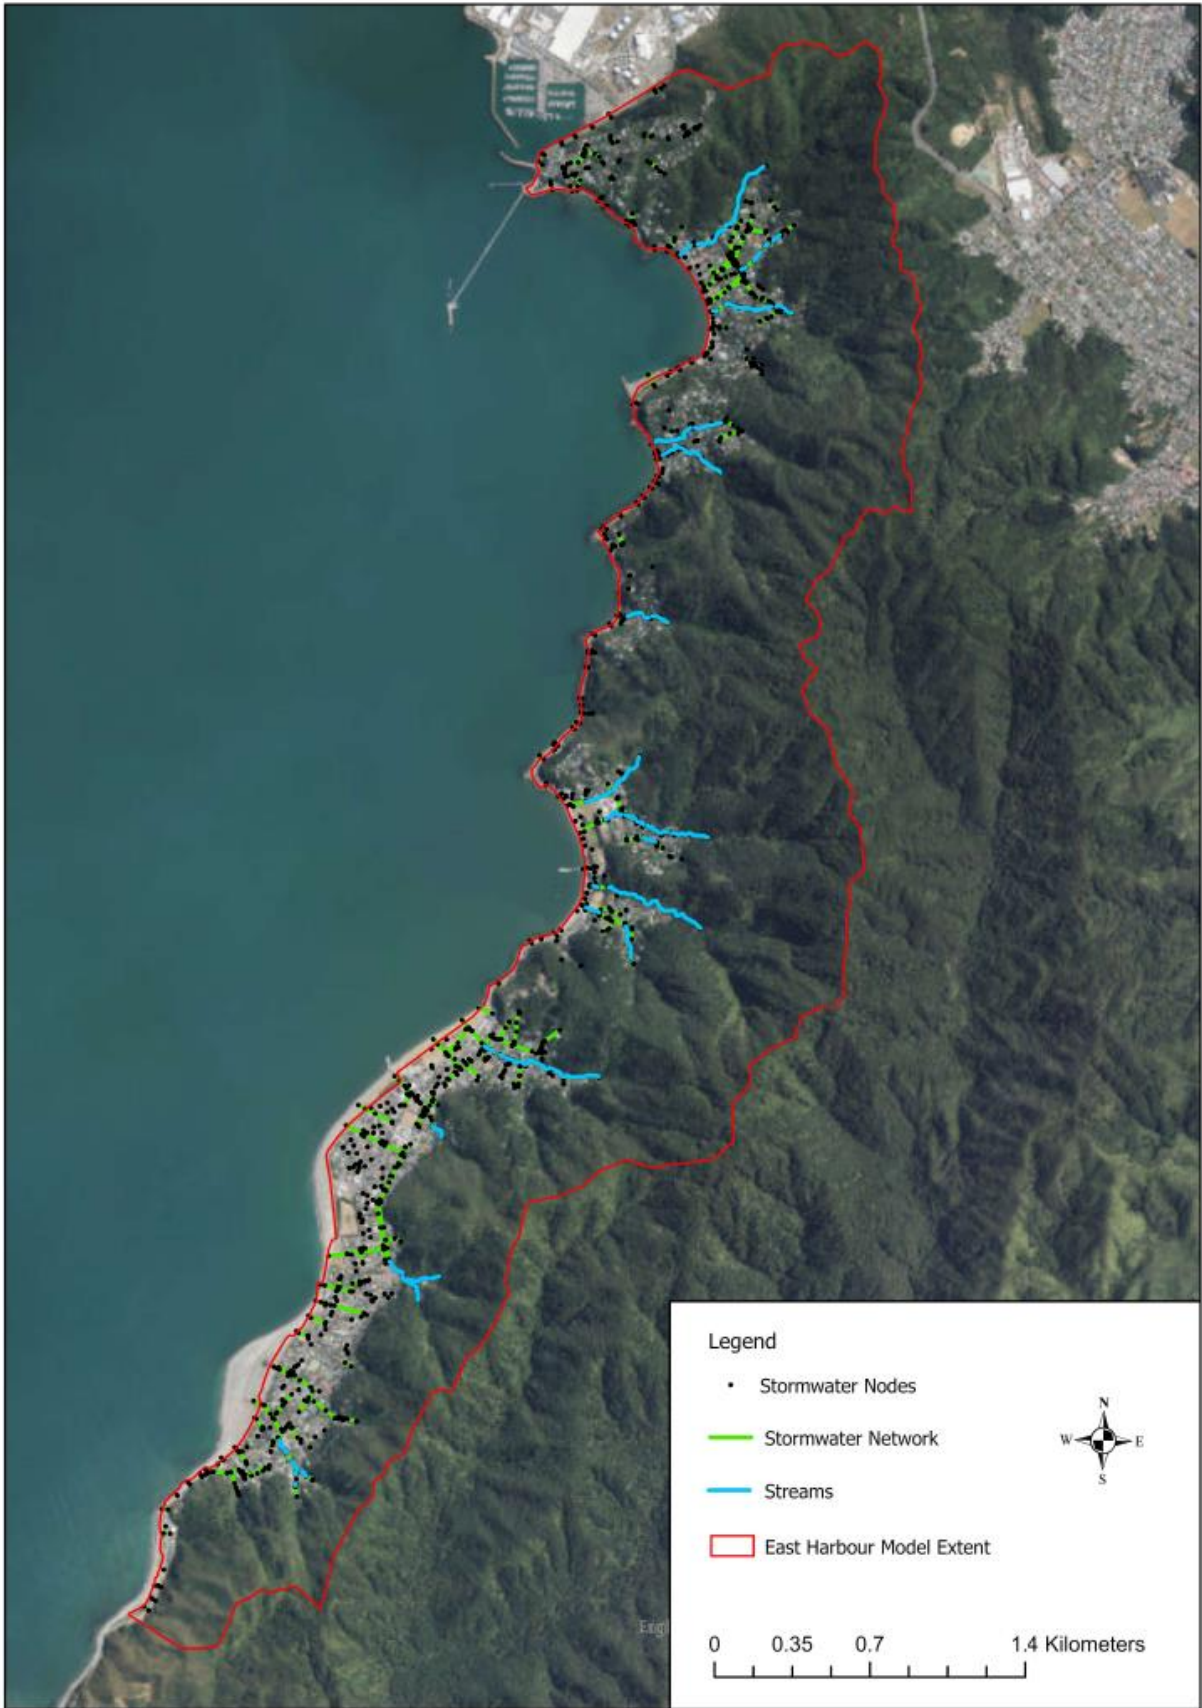 Legend
Stormwater Nodes
Stormwater Network
Streams
East Harbour Model Extent
N
W E
S
0 0.35 0.7 1.4 Kilometers